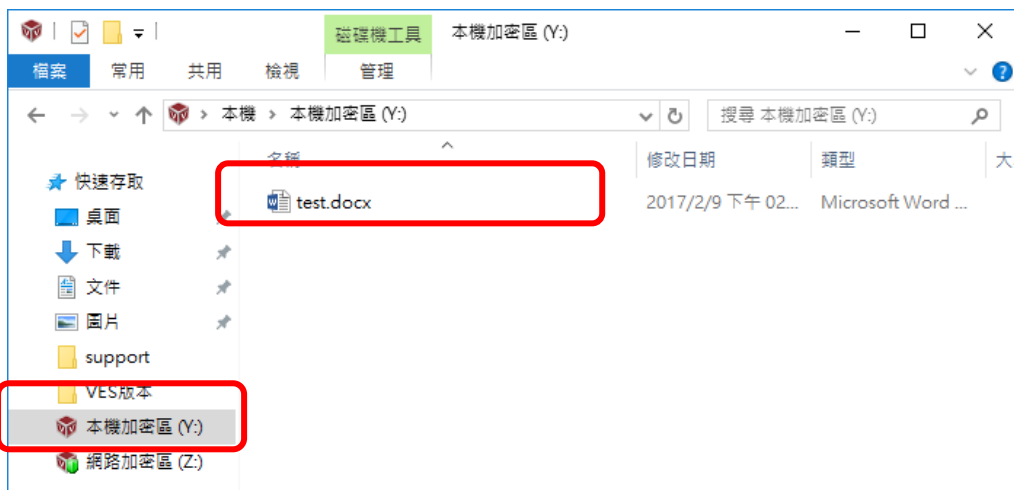 磁碟機工具 本機加密區 (Y:)
檔案 常用 共用 檢視 管理
本機 本機加密區 (Y:) 搜尋 本機加密區 (Y:)
名稱 修改日期 類型 大
快速存取
test.docx 2017/2/9 下午 02... Microsoft Word ...
桌面
下載
文件
圖片
support
VES版本
本機加密區 (Y:)
網路加密區 (Z:)